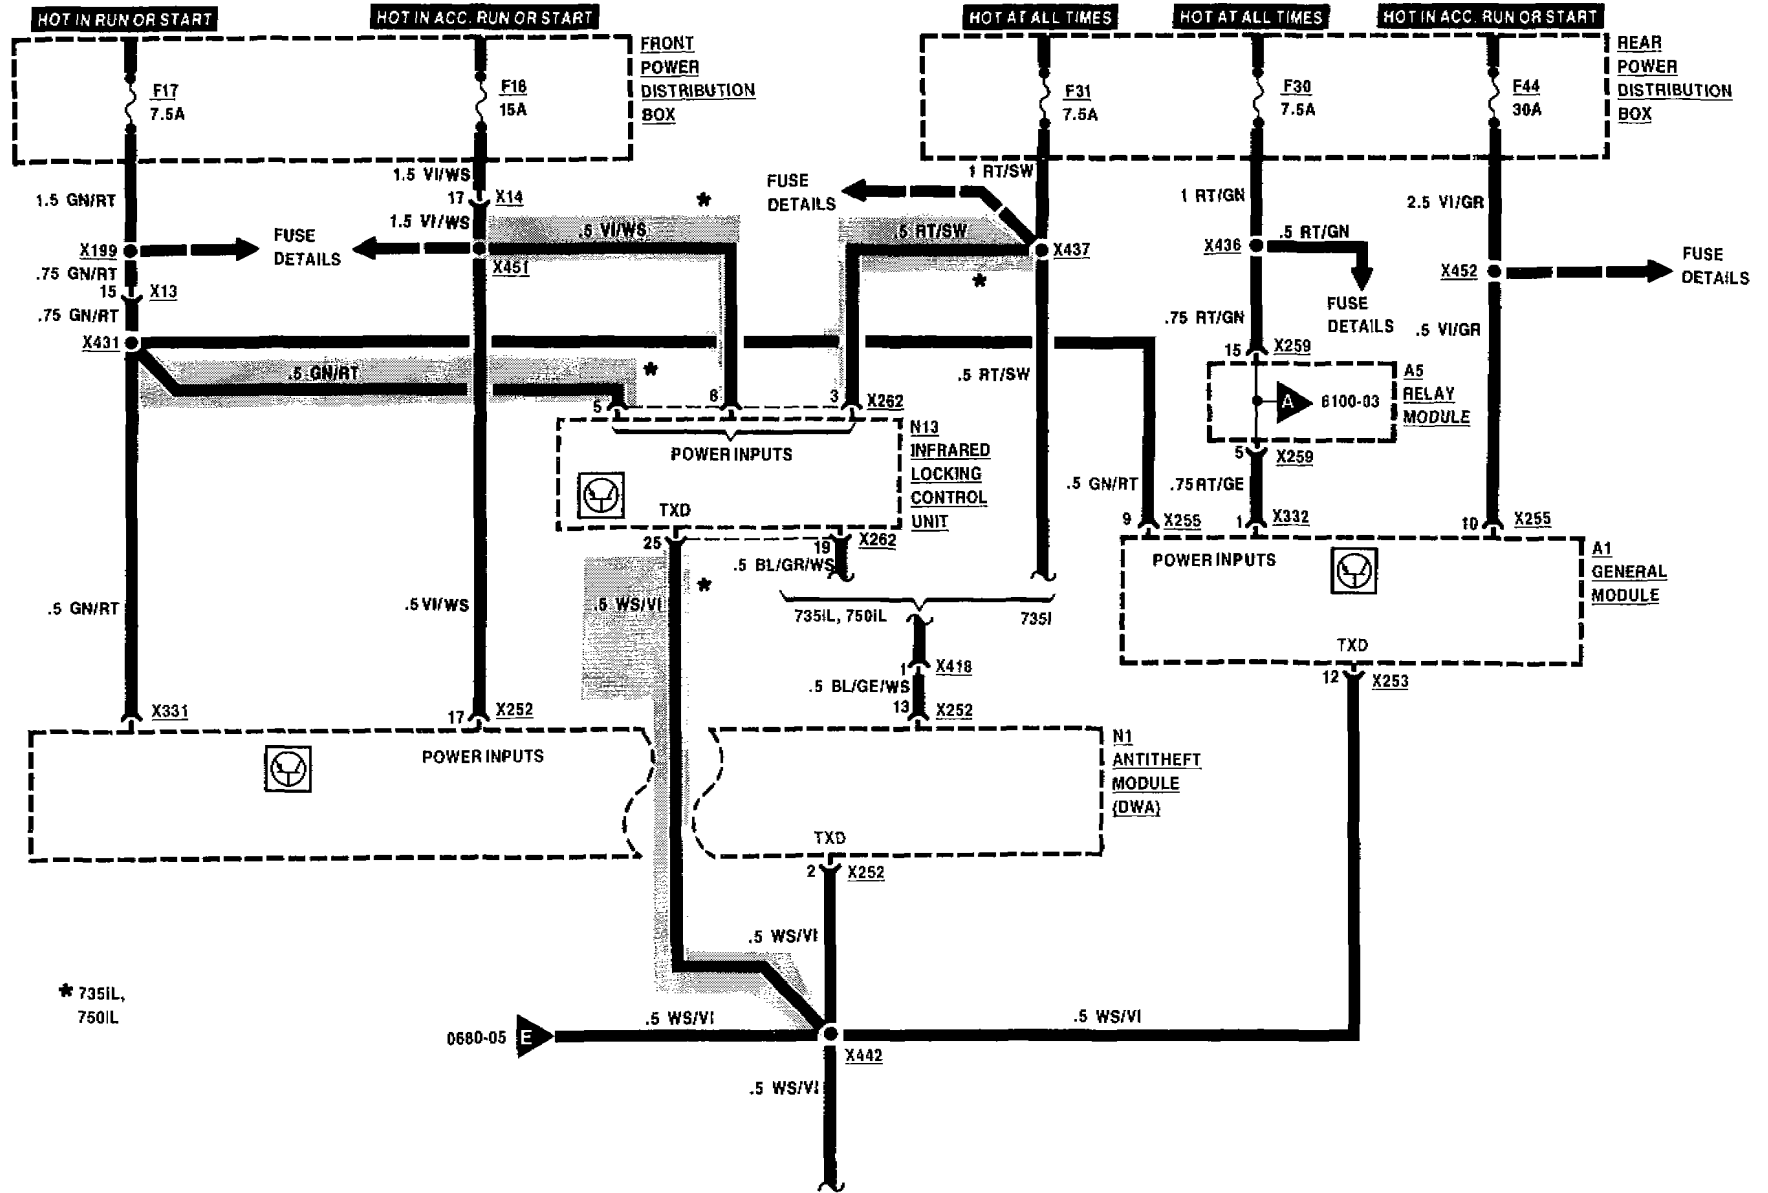 HOT IN RUN OR START
HOT IN ACC. RUN OR START
HOT AT ALL TIMES
HOT AT ALL TIMES
HOT IN ACC. RUN OR START
FRONT
POWER
DISTRIBUTION
BOX
REAR
POWER
DISTRIBUTION
BOX
F17
7.5A
F18
15A
F31
7.5A
F30
7.5A
F44
30A
1.5 VI/WS
17 X14
1.5 VI/WS
1.5 GN/RT
X199
FUSE
DETAILS
.75 GN/RT
15 X13
.75 GN/RT
X431
X451
*
.5 VI/WS
FUSE
DETAILS
1 RT/SW
.5 RT/SW
X437
*
1 RT/GN
X436
.5 RT/GN
FUSE
DETAILS
2.5 VI/GR
X452
FUSE
DETAILS
.75 RT/GN
.5 VI/GR
15 X259
.5 GN/RT
*
.5 RT/SW
A 6100-03
A5
RELAY
MODULE
5 8 3 X262
POWER INPUTS
N13
INFRARED
LOCKING
CONTROL
UNIT
TXD
5 X259
.5 GN/RT
.75RT/GE
9 X255
1 X332
10 X255
25
19 X262
.5 BL/GR/WS
POWER INPUTS
A1
GENERAL
MODULE
TXD
12 X253
.5 GN/RT
.5 VI/WS
.5 WS/VI
*
735iL, 750iL
735i
1 X418
.5 BL/GE/WS
13 X252
X331
17 X252
POWER INPUTS
N1
ANTITHEFT
MODULE
(DWA)
TXD
2 X252
.5 WS/VI
* 735iL,
750iL
0680-05 E
.5 WS/VI
.5 WS/VI
X442
.5 WS/VI